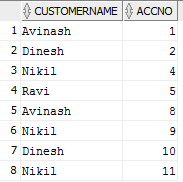 CUSTOMERNAME ACCNO
1 Avinash 1
2 Dinesh 2
3 Nikil 4
4 Ravi 5
5 Avinash 8
6 Nikil 9
7 Dinesh 10
8 Nikil 11